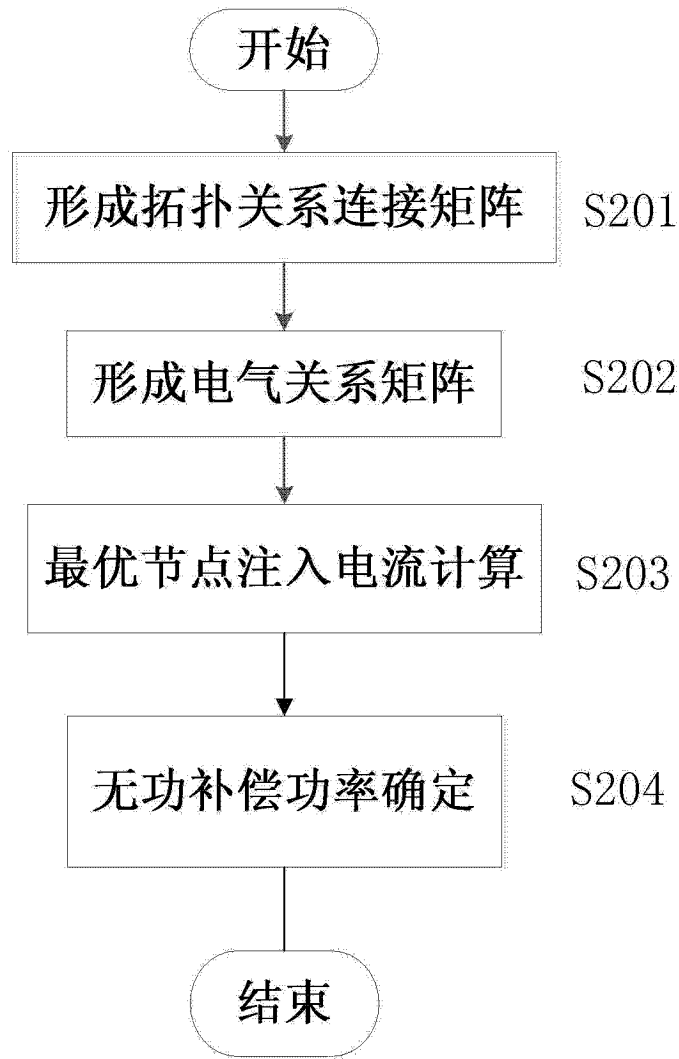 开始
形成拓扑关系连接矩阵 S201
形成电气关系矩阵 S202
最优节点注入电流计算 S203
无功补偿功率确定 S204
结束